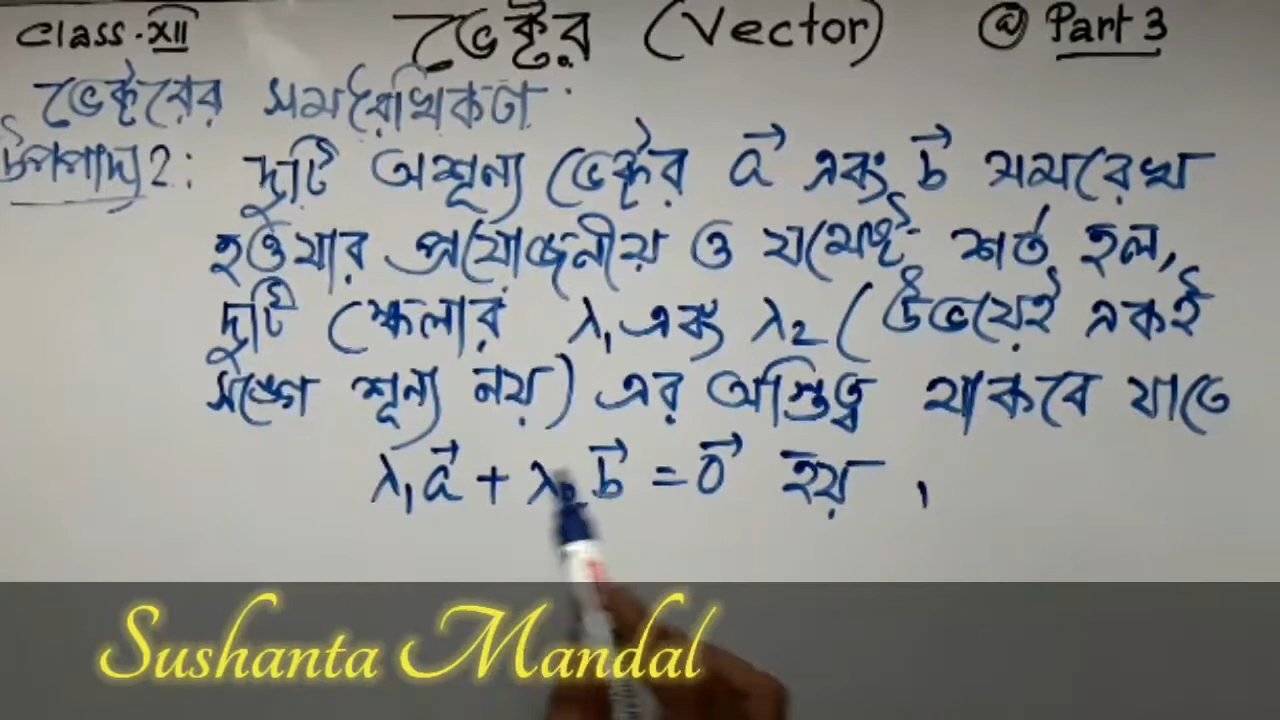 Class-XII ভেক্টর (Vector) @ Part 3
ভেক্টরের সমরৈখিকতা
উপপাদ্য 2: দুটি অশূন্য ভেক্টর a⃗ এবং b⃗ সমরেখ
হওয়ার প্রয়োজনীয় ও যথেষ্ট শর্ত হল,
দুটি স্কেলার λ₁ এবং λ₂ (উভয়েই একই
সঙ্গে শূন্য নয়) এর অস্তিত্ব থাকবে যাতে
λ₁a⃗ + λ₂b⃗ = 0⃗ হয় ।
Sushanta Mandal